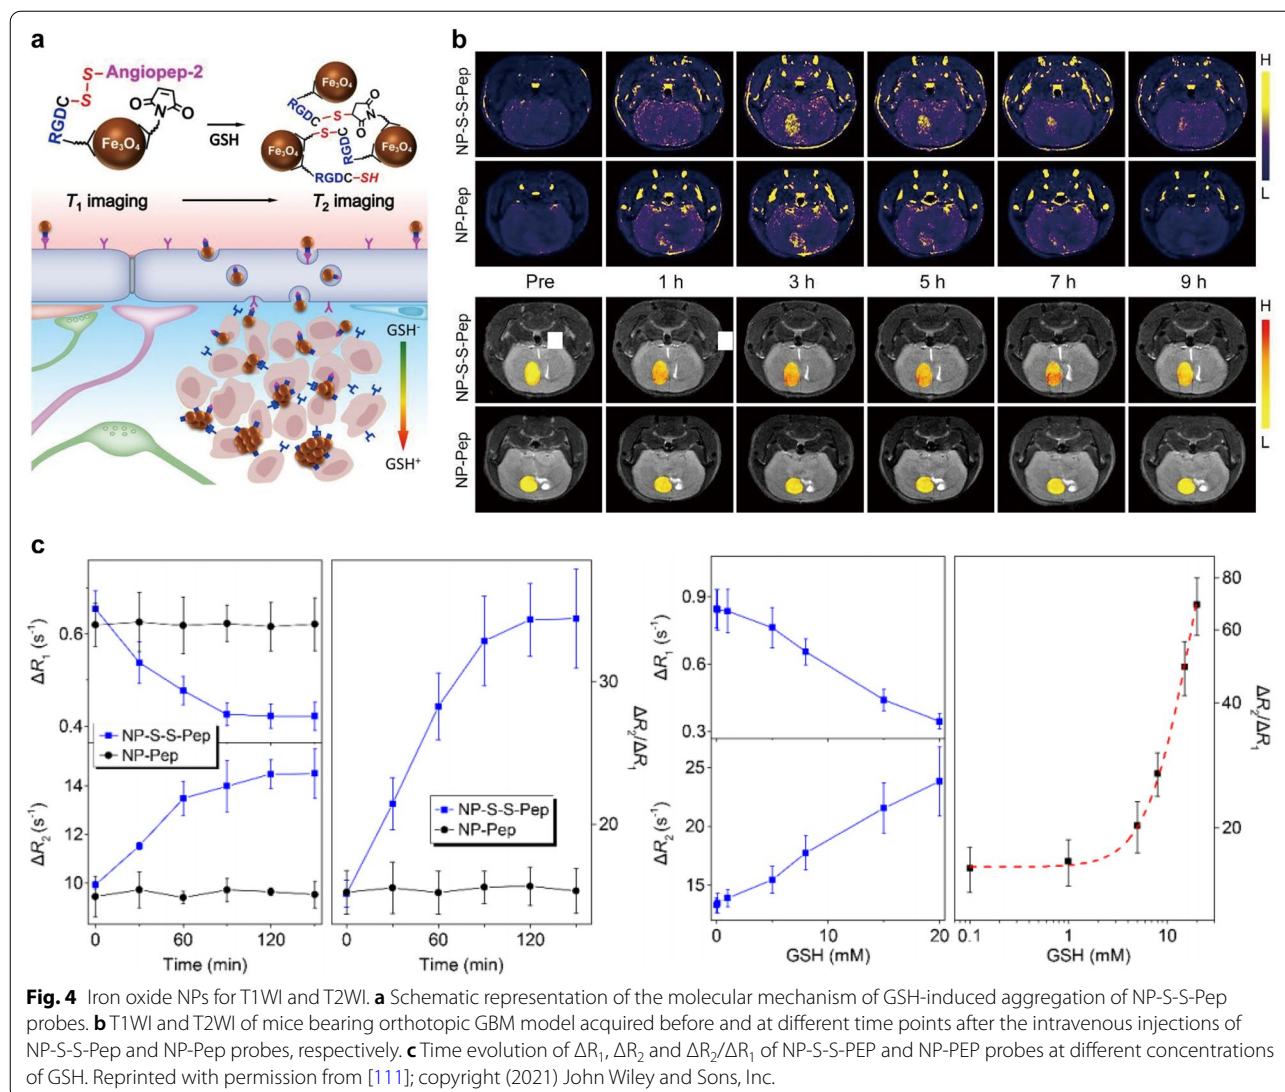 a
S–Angiopep-2
S
RGDC
O
N
O
Fe₃O₄
GSH
Fe₃O₄
RGDC–S
O
N
O
S–C
RGD
Fe₃O₄
Fe₃O₄
RGDC–SH
T₁ imaging
T₂ imaging
GSH⁻
GSH⁺
b
NP-S-S-Pep
NP-Pep
H
L
Pre 1 h 3 h 5 h 7 h 9 h
NP-S-S-Pep
NP-Pep
H
L
c
ΔR₁ (s⁻¹)
0.6
0.4
NP-S-S-Pep
NP-Pep
ΔR₂ (s⁻¹)
14
12
10
0 60 120
Time (min)
30
20
ΔR₂/ΔR₁
NP-S-S-Pep
NP-Pep
0 60 120
Time (min)
ΔR₁ (s⁻¹)
0.9
0.6
0.3
ΔR₂ (s⁻¹)
25
20
15
0 10 20
GSH (mM)
80
60
40
20
ΔR₂/ΔR₁
0.1 1 10
GSH (mM)
Fig. 4 Iron oxide NPs for T1WI and T2WI. a Schematic representation of the molecular mechanism of GSH-induced aggregation of NP-S-S-Pep
probes. b T1WI and T2WI of mice bearing orthotopic GBM model acquired before and at different time points after the intravenous injections of
NP-S-S-Pep and NP-Pep probes, respectively. c Time evolution of ΔR₁, ΔR₂ and ΔR₂/ΔR₁ of NP-S-S-PEP and NP-PEP probes at different concentrations
of GSH. Reprinted with permission from [111]; copyright (2021) John Wiley and Sons, Inc.